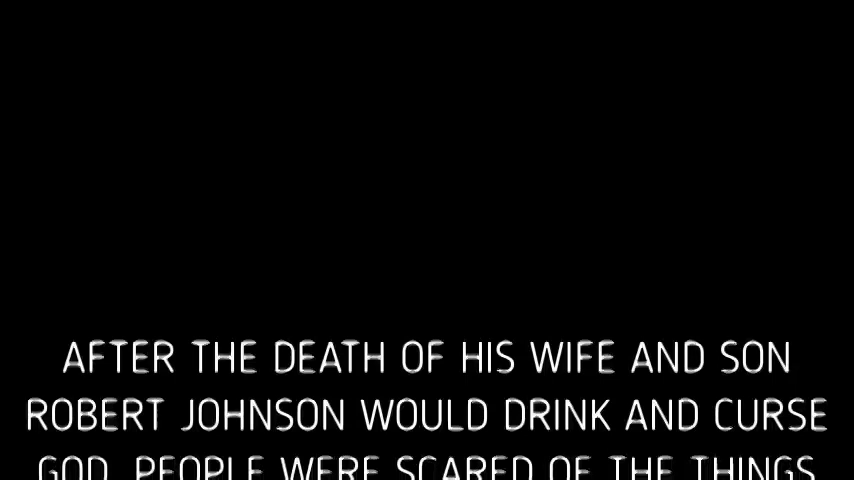 AFTER THE DEATH OF HIS WIFE AND SON
ROBERT JOHNSON WOULD DRINK AND CURSE
GOD. PEOPLE WERE SCARED OF THE THINGS